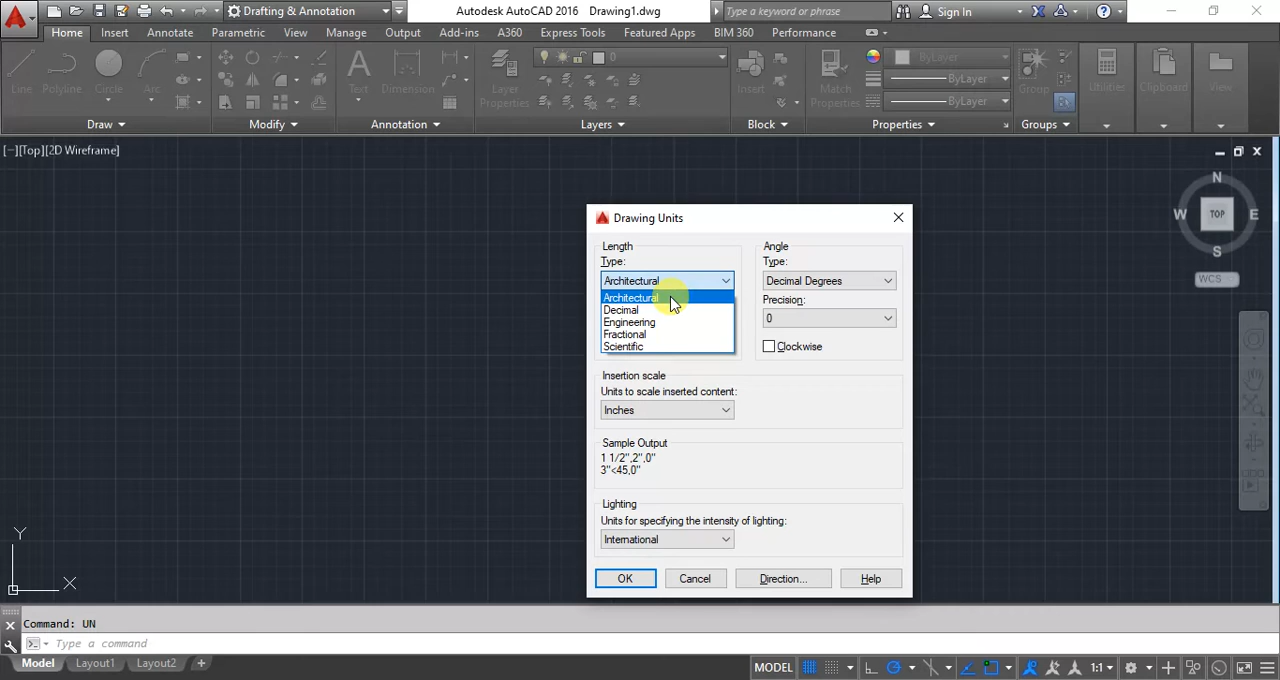 Drafting & Annotation
Autodesk AutoCAD 2016 Drawing1.dwg
Type a keyword or phrase
Sign In
Home Insert Annotate Parametric View Manage Output Add-ins A360 Express Tools Featured Apps BIM 360 Performance
Line Polyline Circle Arc
Text Dimension
Layer Properties
0
Insert
Match Properties
ByLayer
ByLayer
ByLayer
Group
Utilities
Clipboard
View
Draw Modify Annotation Layers Block Properties Groups
[−][Top][2D Wireframe]
N
W TOP E
S
WCS
Drawing Units
Length
Type:
Architectural
Architectural
Decimal
Engineering
Fractional
Scientific
Angle
Type:
Decimal Degrees
Precision:
0
Clockwise
Insertion scale
Units to scale inserted content:
Inches
Sample Output
1 1/2",2",0"
3"<45,0"
Lighting
Units for specifying the intensity of lighting:
International
OK Cancel Direction... Help
Y
X
Command: UN
Type a command
Model Layout1 Layout2 +
MODEL
1:1